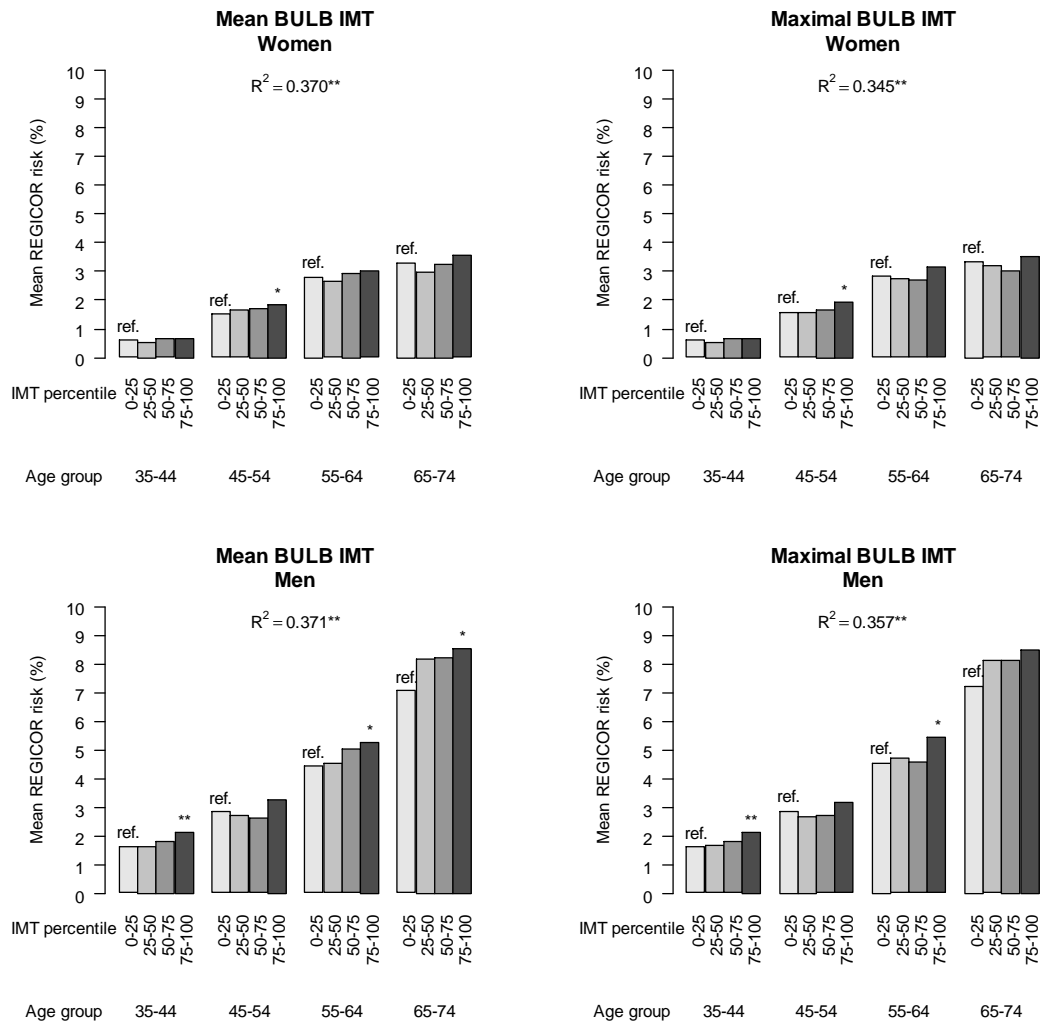 Mean BULB IMT
Women
R² = 0.370**
Mean REGICOR risk (%)
10
9
8
7
6
5
4
3
2
1
0
ref.
ref.
*
ref.
ref.
IMT percentile 0-25 25-50 50-75 75-100 0-25 25-50 50-75 75-100 0-25 25-50 50-75 75-100 0-25 25-50 50-75 75-100
Age group 35-44 45-54 55-64 65-74
Maximal BULB IMT
Women
R² = 0.345**
Mean REGICOR risk (%)
10
9
8
7
6
5
4
3
2
1
0
ref.
ref.
*
ref.
ref.
IMT percentile 0-25 25-50 50-75 75-100 0-25 25-50 50-75 75-100 0-25 25-50 50-75 75-100 0-25 25-50 50-75 75-100
Age group 35-44 45-54 55-64 65-74
Mean BULB IMT
Men
R² = 0.371**
Mean REGICOR risk (%)
10
9
8
7
6
5
4
3
2
1
0
ref.
**
ref.
ref.
*
ref.
*
IMT percentile 0-25 25-50 50-75 75-100 0-25 25-50 50-75 75-100 0-25 25-50 50-75 75-100 0-25 25-50 50-75 75-100
Age group 35-44 45-54 55-64 65-74
Maximal BULB IMT
Men
R² = 0.357**
Mean REGICOR risk (%)
10
9
8
7
6
5
4
3
2
1
0
ref.
**
ref.
ref.
*
ref.
IMT percentile 0-25 25-50 50-75 75-100 0-25 25-50 50-75 75-100 0-25 25-50 50-75 75-100 0-25 25-50 50-75 75-100
Age group 35-44 45-54 55-64 65-74